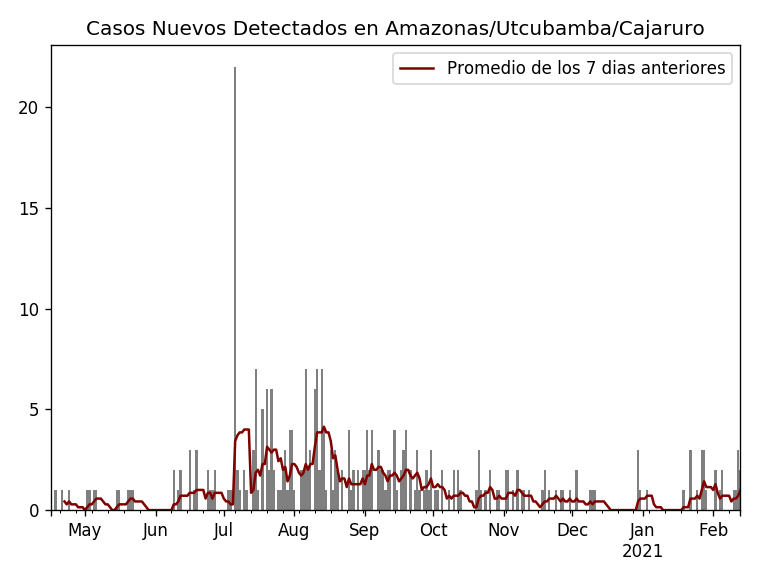 Casos Nuevos Detectados en Amazonas/Utcubamba/Cajaruro
Promedio de los 7 dias anteriores
20
15
10
5
0
May Jun Jul Aug Sep Oct Nov Dec Jan Feb
2021